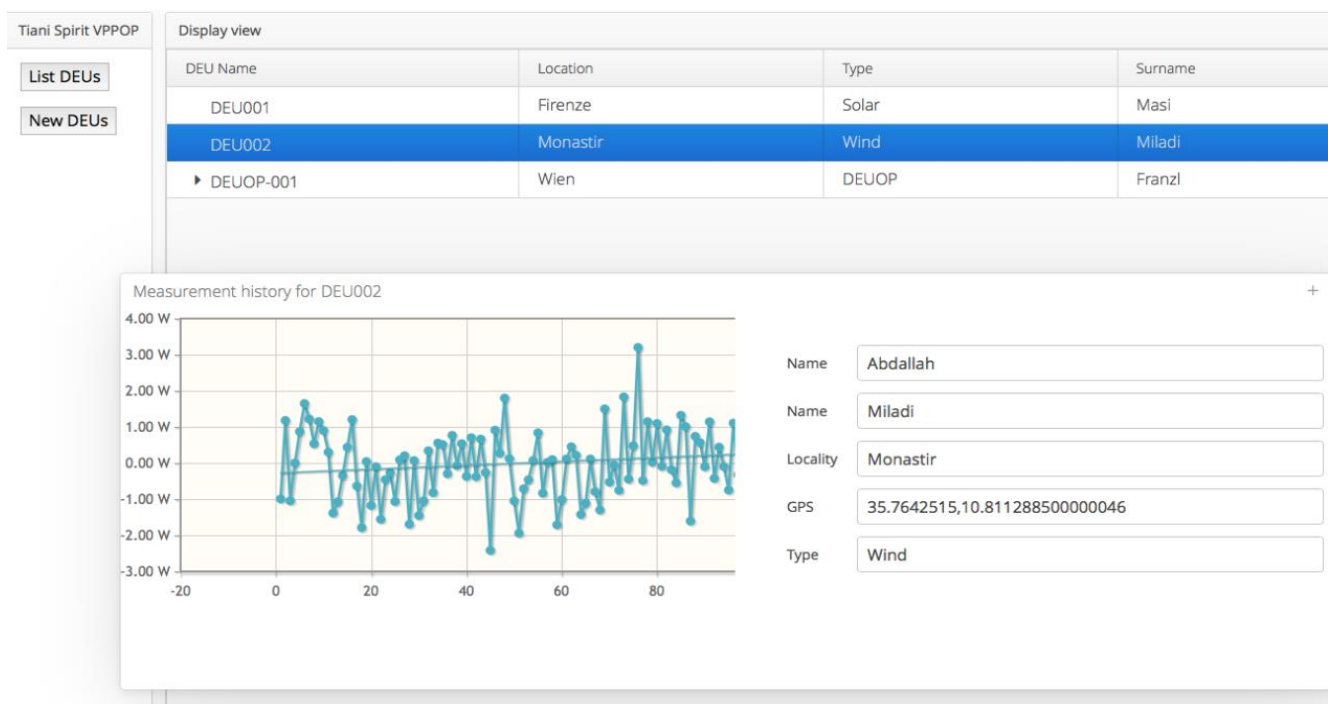 Tiani Spirit VPPOP
List DEUs
New DEUs
Display view
DEU Name Location Type Surname
DEU001 Firenze Solar Masi
DEU002 Monastir Wind Miladi
DEUOP-001 Wien DEUOP Franzl
Measurement history for DEU002
4.00 W
3.00 W
2.00 W
1.00 W
0.00 W
-1.00 W
-2.00 W
-3.00 W
-20 0 20 40 60 80
Name Abdallah
Name Miladi
Locality Monastir
GPS 35.7642515,10.811288500000046
Type Wind